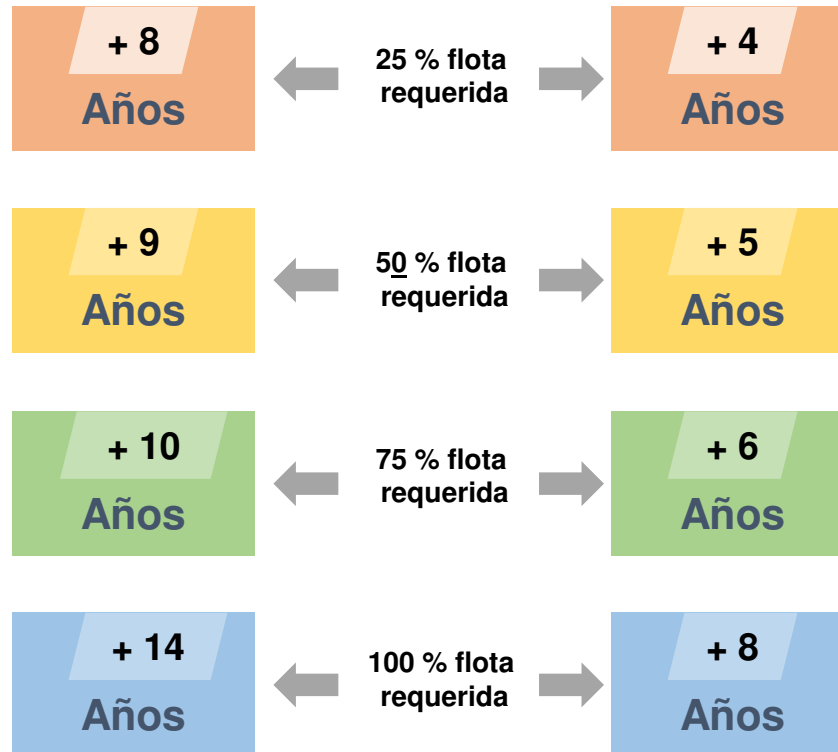 + 8
Años
25 % flota
requerida
+ 4
Años
+ 9
Años
50 % flota
requerida
+ 5
Años
+ 10
Años
75 % flota
requerida
+ 6
Años
+ 14
Años
100 % flota
requerida
+ 8
Años